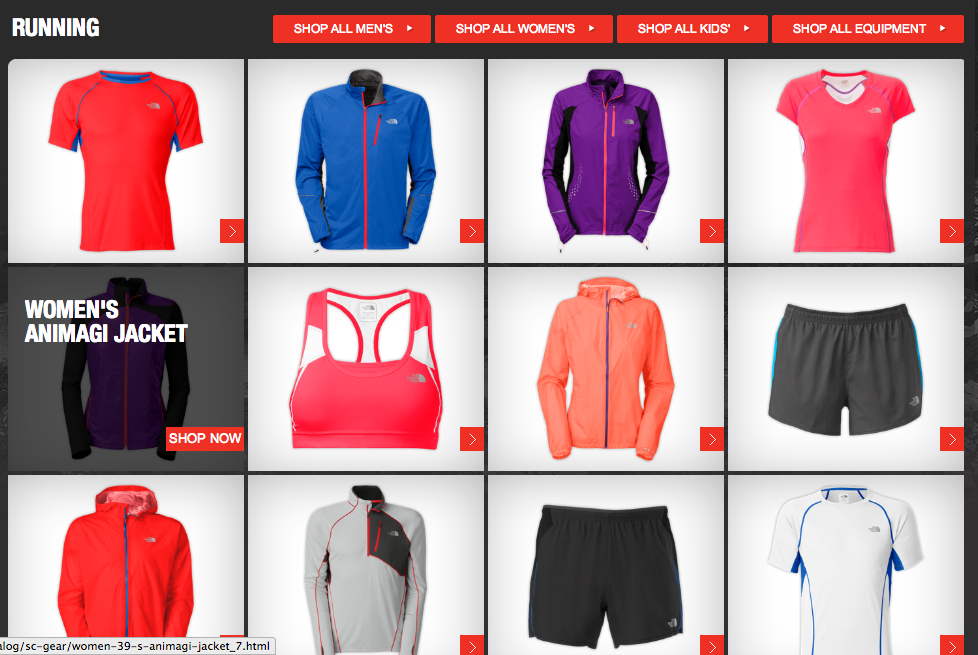 RUNNING
SHOP ALL MEN'S
SHOP ALL WOMEN'S
SHOP ALL KIDS'
SHOP ALL EQUIPMENT
WOMEN'S
ANIMAGI JACKET
SHOP NOW
alog/sc-gear/women-39-s-animagi-jacket_7.html